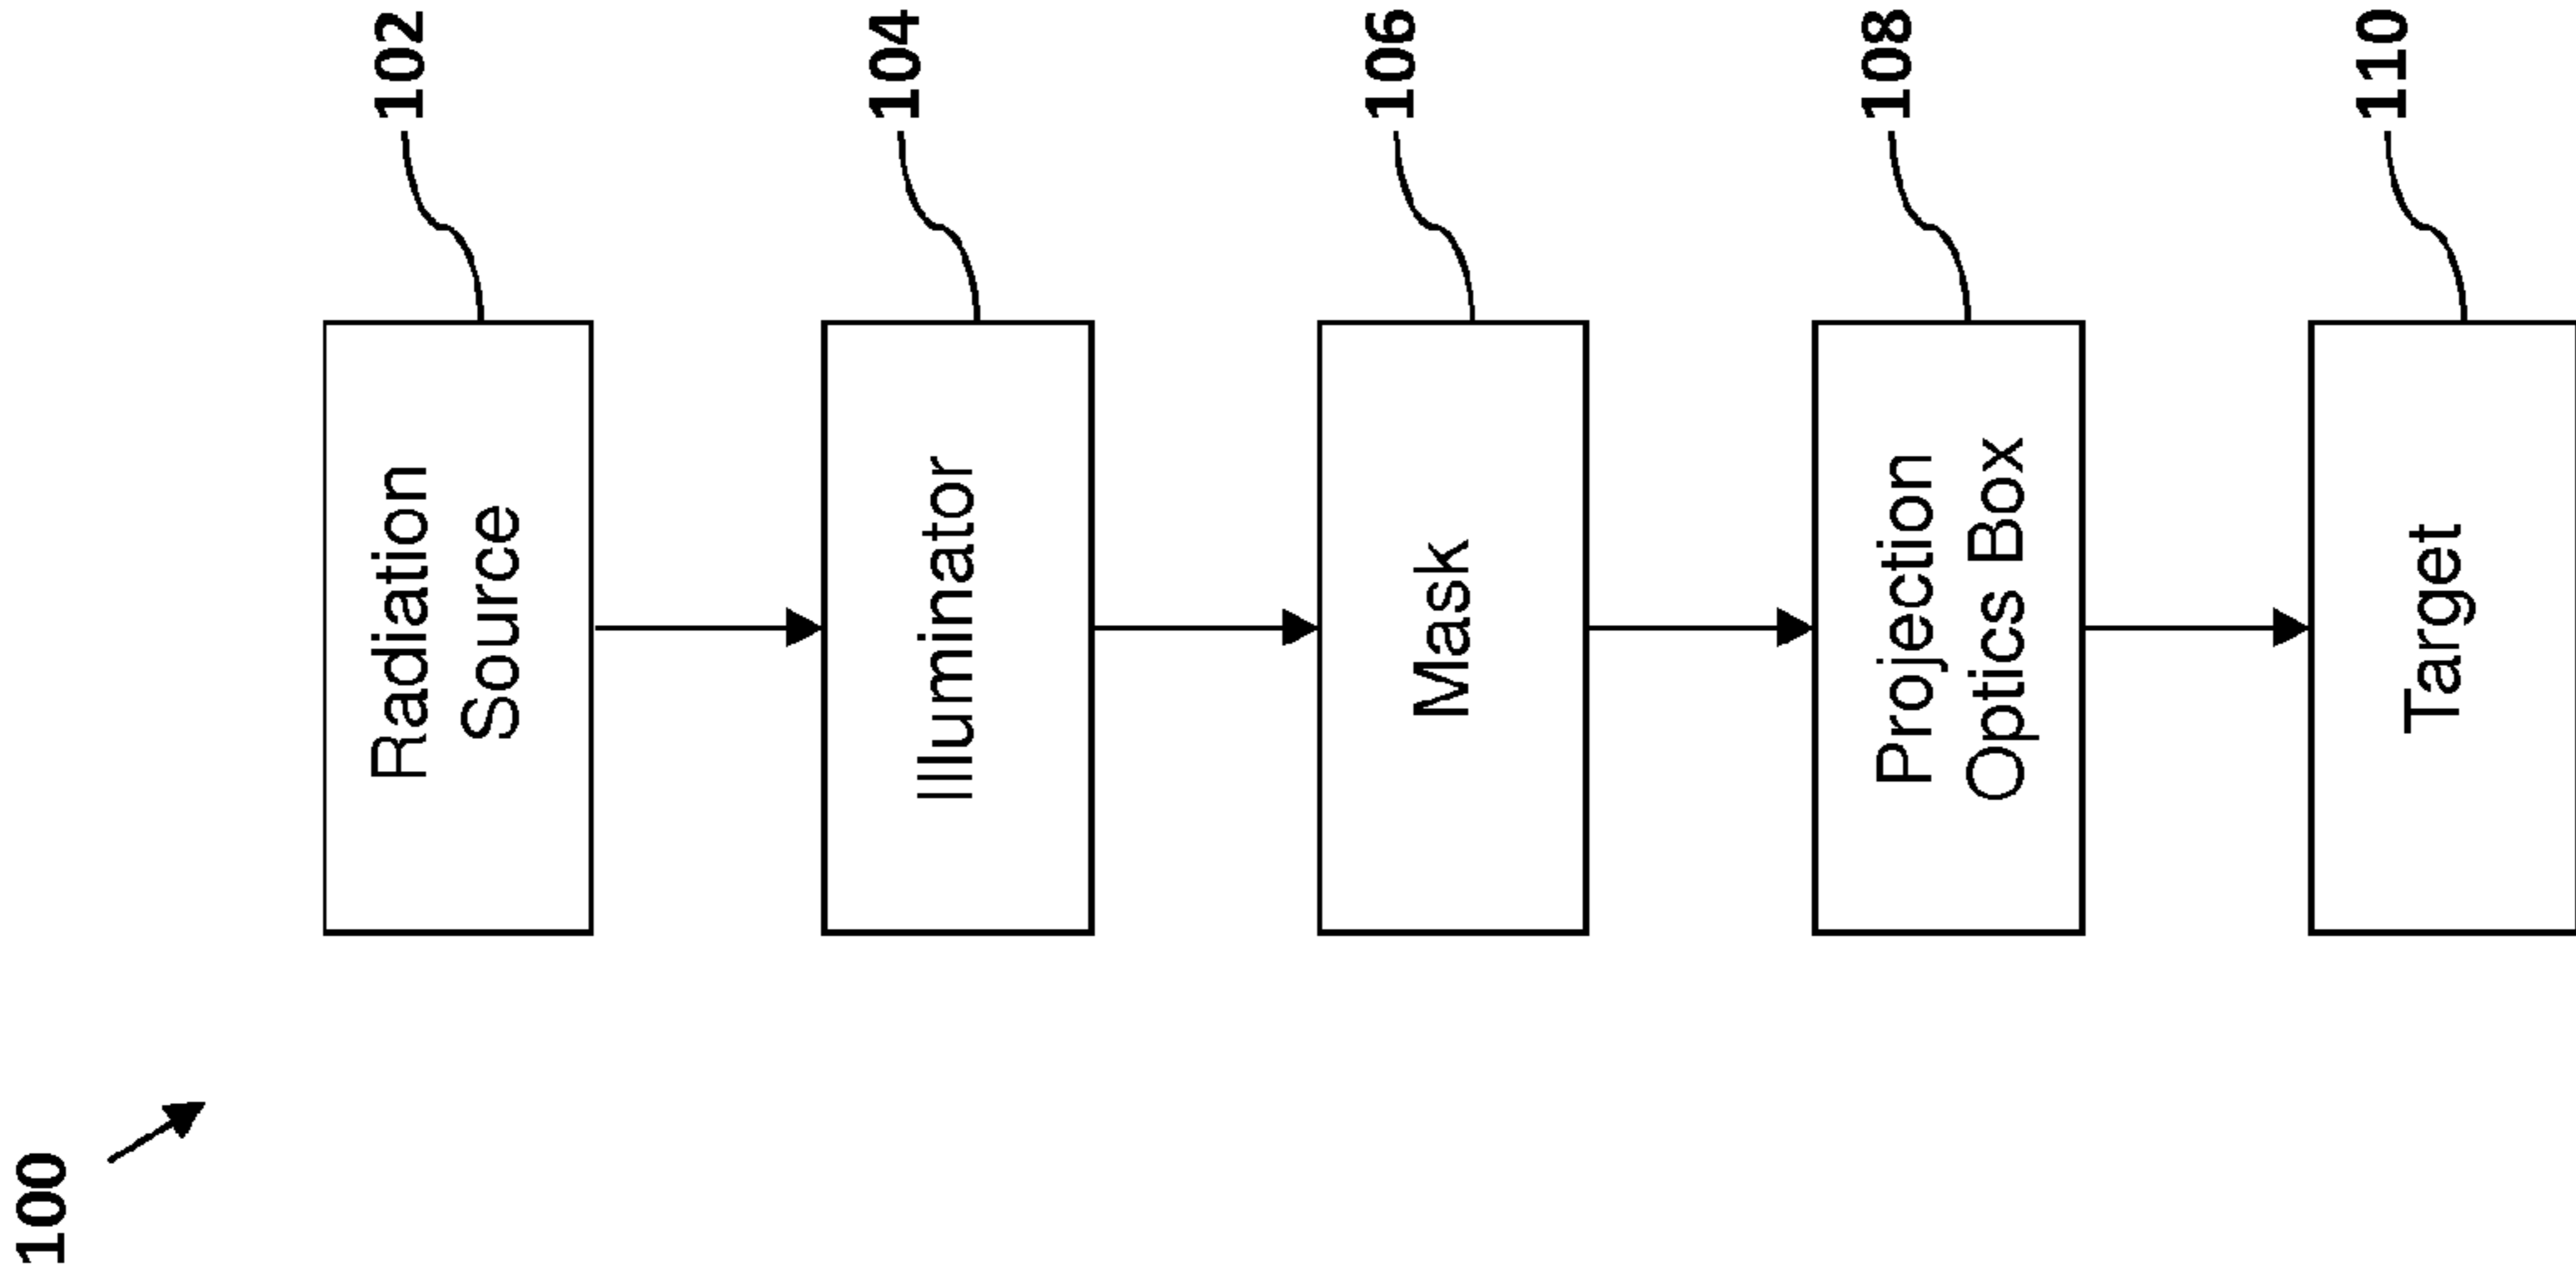 100
Radiation
Source
102
Illuminator
104
Mask
106
Projection
Optics Box
108
Target
110